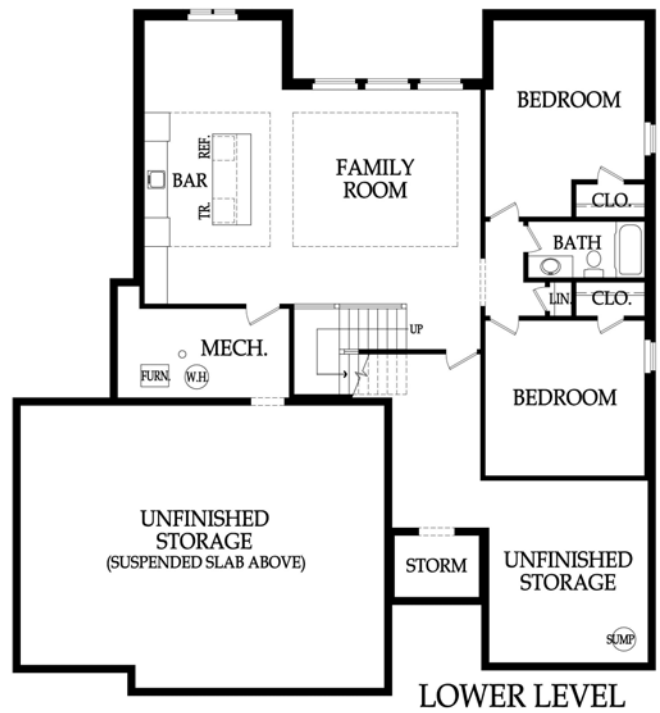 BEDROOM
REF.
BAR
TR.
FAMILY
ROOM
CLO.
BATH
LIN.
CLO.
UP
MECH.
FURN.
W.H.
BEDROOM
UNFINISHED
STORAGE
(SUSPENDED SLAB ABOVE)
STORM
UNFINISHED
STORAGE
SUMP
LOWER LEVEL